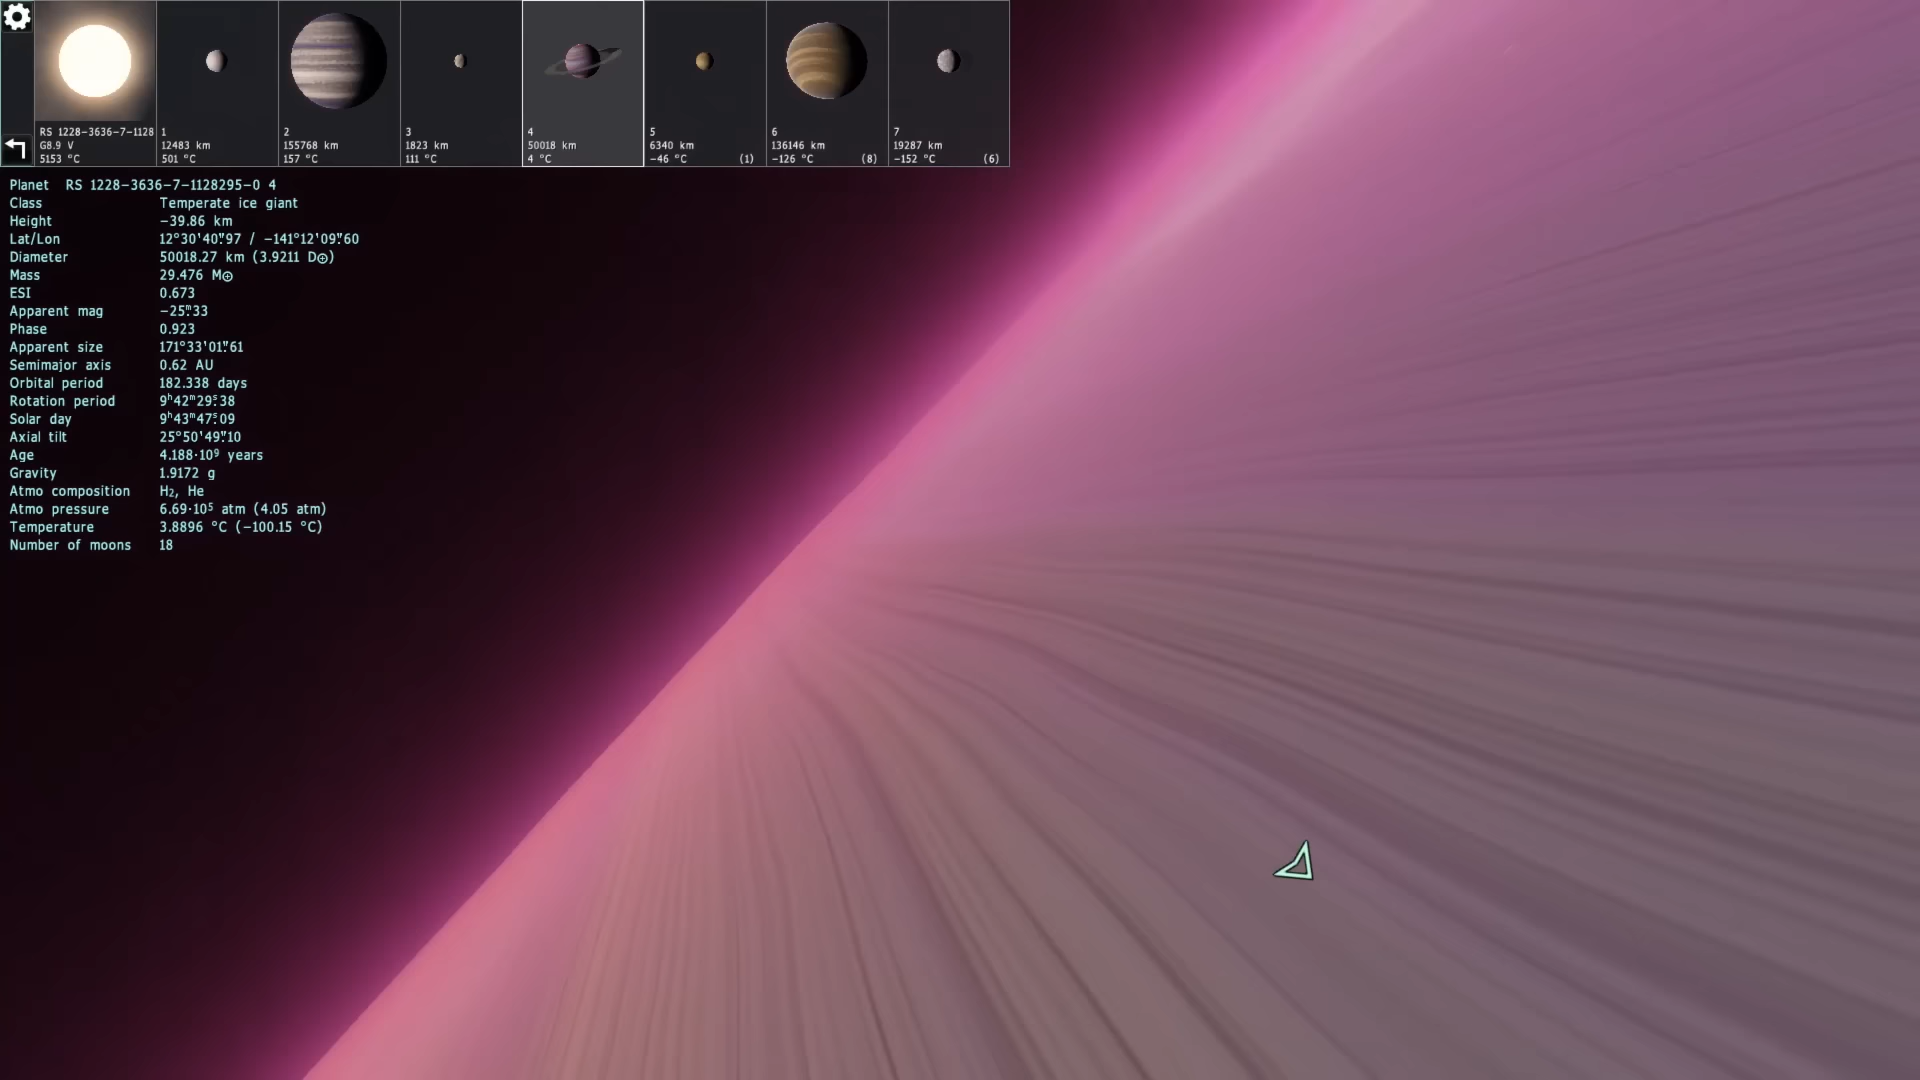 RS 1228-3636-7-1128
G8.9 V
5153 °C
1
12483 km
501 °C
2
155768 km
157 °C
3
1823 km
111 °C
4
50018 km
4 °C
5
6340 km
-46 °C (1)
6
136146 km
-126 °C (8)
7
19287 km
-152 °C (6)
Planet RS 1228-3636-7-1128295-0 4
Class Temperate ice giant
Height -39.86 km
Lat/Lon 12°30'40."97 / -141°12'09."60
Diameter 50018.27 km (3.9211 D⊕)
Mass 29.476 M⊕
ESI 0.673
Apparent mag -25.ᵐ33
Phase 0.923
Apparent size 171°33'01."61
Semimajor axis 0.62 AU
Orbital period 182.338 days
Rotation period 9ʰ42ᵐ29.ˢ38
Solar day 9ʰ43ᵐ47.ˢ09
Axial tilt 25°50'49."10
Age 4.188·10⁹ years
Gravity 1.9172 g
Atmo composition H₂, He
Atmo pressure 6.69·10⁵ atm (4.05 atm)
Temperature 3.8896 °C (-100.15 °C)
Number of moons 18